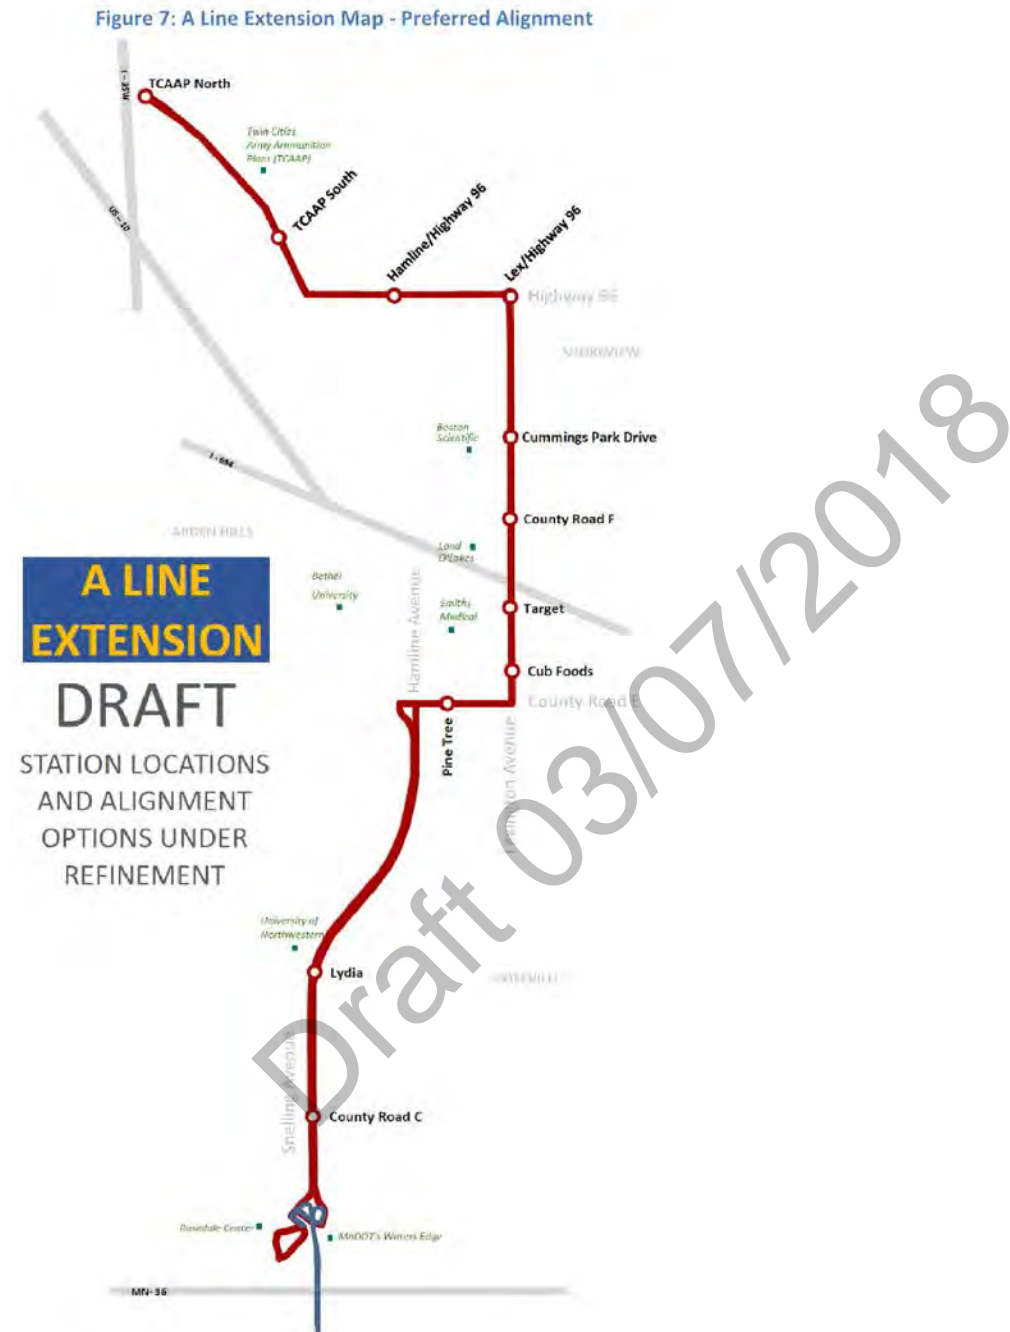 Figure 7: A Line Extension Map - Preferred Alignment
I - 35W
TCAAP North
Twin Cities
Army Ammunition
Plant (TCAAP)
US - 10
TCAAP South
Hamline/Highway 96
Lex/Highway 96
Highway 96
SHOREVIEW
Boston
Scientific
Cummings Park Drive
I - 694
County Road F
ARDEN HILLS
Land
O'Lakes
A LINE
EXTENSION
DRAFT
STATION LOCATIONS
AND ALIGNMENT
OPTIONS UNDER
REFINEMENT
Bethel
University
Hamline Avenue
Smiths
Medical
Target
Cub Foods
County Road E
Pine Tree
Lexington Avenue
University of
Northwestern
Lydia
ROSEVILLE
Snelling Avenue
County Road C
Rosedale Center
MnDOT's Waters Edge
MN- 36
Draft 03/07/2018